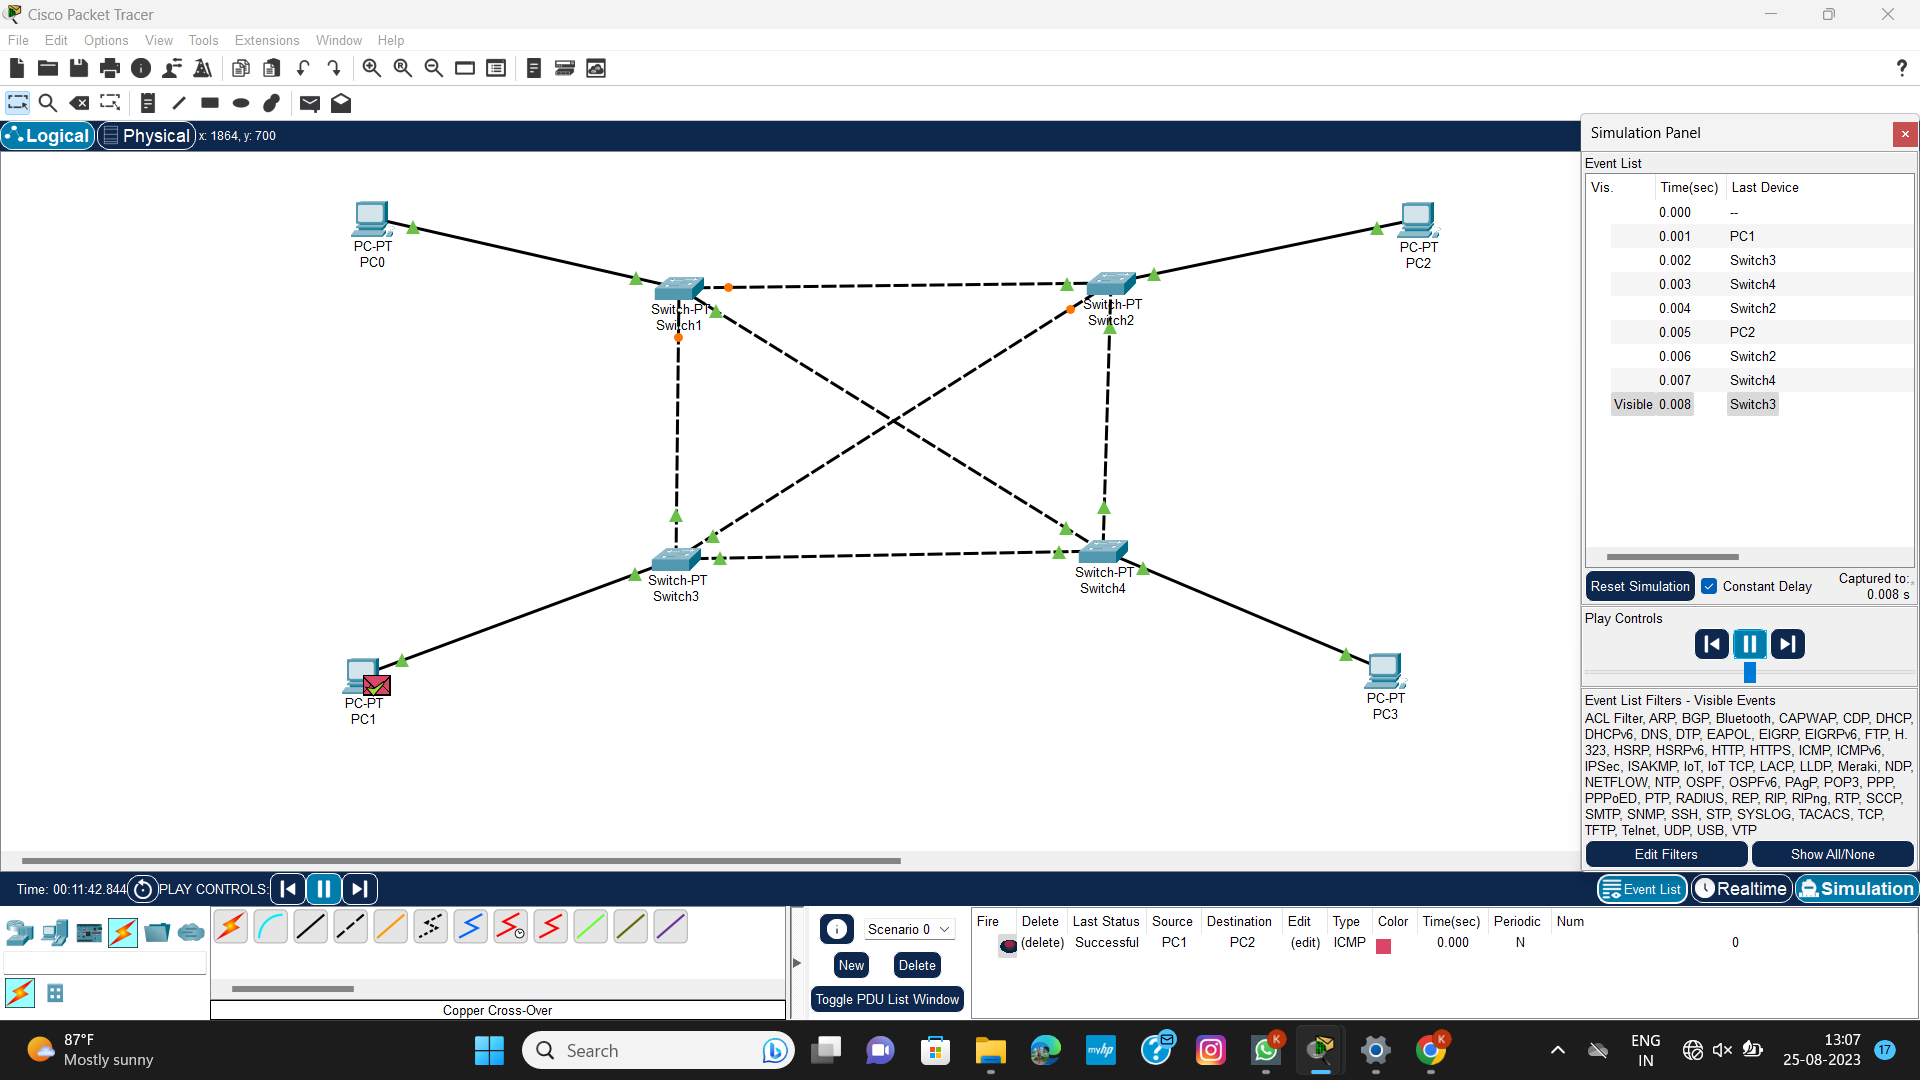 Cisco Packet Tracer
File Edit Options View Tools Extensions Window Help
?
Logical Physical x: 1864, y: 700
PC-PT
PC0
PC-PT
PC2
Switch-PT
Switch1
Switch-PT
Switch2
Switch-PT
Switch3
Switch-PT
Switch4
PC-PT
PC1
PC-PT
PC3
Simulation Panel
Event List
Vis. Time(sec) Last Device
0.000 --
0.001 PC1
0.002 Switch3
0.003 Switch4
0.004 Switch2
0.005 PC2
0.006 Switch2
0.007 Switch4
Visible 0.008 Switch3
Reset Simulation Constant Delay Captured to:
0.008 s
Play Controls
Event List Filters - Visible Events
ACL Filter, ARP, BGP, Bluetooth, CAPWAP, CDP, DHCP,
DHCPv6, DNS, DTP, EAPOL, EIGRP, EIGRPv6, FTP, H.
323, HSRP, HSRPv6, HTTP, HTTPS, ICMP, ICMPv6,
IPSec, ISAKMP, IoT, IoT TCP, LACP, LLDP, Meraki, NDP,
NETFLOW, NTP, OSPF, OSPFv6, PAgP, POP3, PPP,
PPPoED, PTP, RADIUS, REP, RIP, RIPng, RTP, SCCP,
SMTP, SNMP, SSH, STP, SYSLOG, TACACS, TCP,
TFTP, Telnet, UDP, USB, VTP
Edit Filters Show All/None
Time: 00:11:42.844 PLAY CONTROLS: Event List Realtime Simulation
Scenario 0
New Delete
Toggle PDU List Window
Fire Delete Last Status Source Destination Edit Type Color Time(sec) Periodic Num
(delete) Successful PC1 PC2 (edit) ICMP 0.000 N 0
Copper Cross-Over
87°F
Mostly sunny
Search
myhp
K
K
ENG
IN
13:07
25-08-2023
17